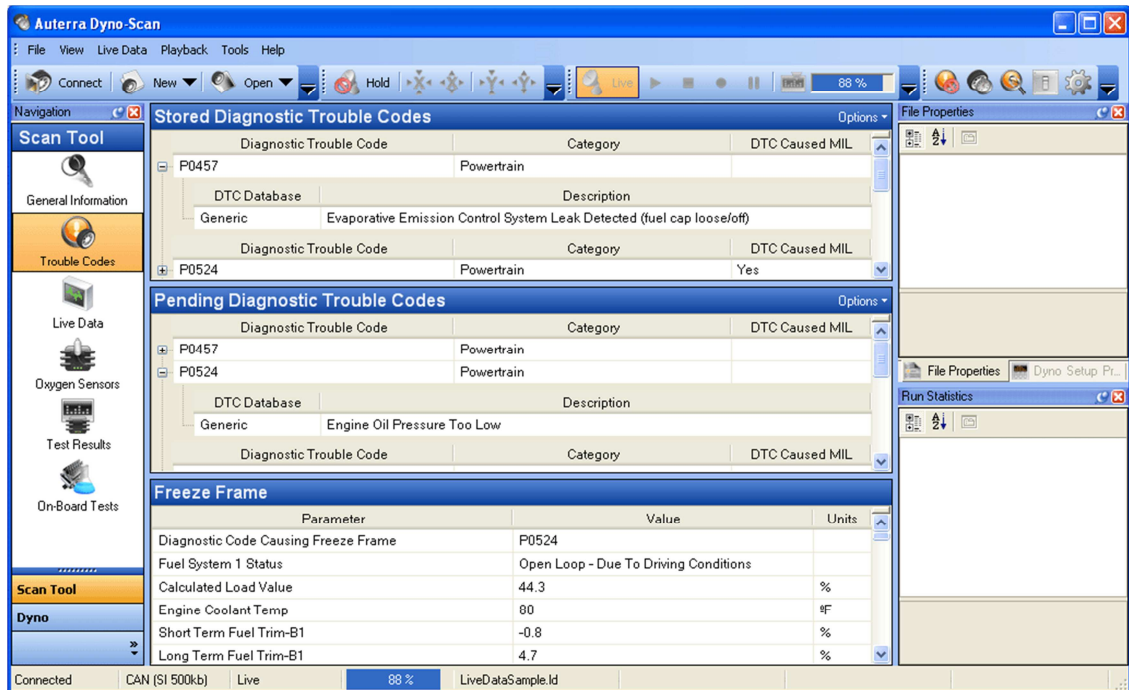 Auterra Dyno-Scan
File View Live Data Playback Tools Help
Connect New Open Hold Live 88 %
Navigation
Scan Tool
General Information
Trouble Codes
Live Data
Oxygen Sensors
Test Results
On-Board Tests
Scan Tool
Dyno
Stored Diagnostic Trouble Codes Options
Diagnostic Trouble Code Category DTC Caused MIL
P0457 Powertrain
DTC Database Description
Generic Evaporative Emission Control System Leak Detected (fuel cap loose/off)
Diagnostic Trouble Code Category DTC Caused MIL
P0524 Powertrain Yes
Pending Diagnostic Trouble Codes Options
Diagnostic Trouble Code Category DTC Caused MIL
P0457 Powertrain
P0524 Powertrain
DTC Database Description
Generic Engine Oil Pressure Too Low
Diagnostic Trouble Code Category DTC Caused MIL
Freeze Frame
Parameter Value Units
Diagnostic Code Causing Freeze Frame P0524
Fuel System 1 Status Open Loop - Due To Driving Conditions
Calculated Load Value 44.3 %
Engine Coolant Temp 80 ºF
Short Term Fuel Trim-B1 -0.8 %
Long Term Fuel Trim-B1 4.7 %
File Properties
File Properties Dyno Setup Pr...
Run Statistics
Connected CAN (SI 500kb) Live 88 % LiveDataSample.ld